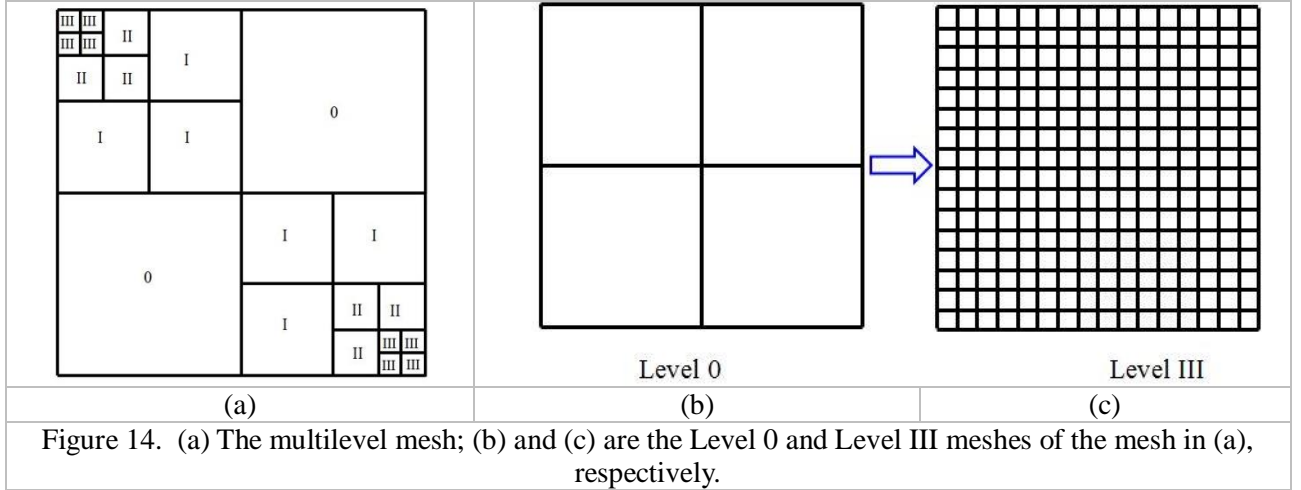 III III
III III
II
I
II II
0
I I
0
I I
I
II II
II
III III
III III
Level 0
Level III
(a)
(b)
(c)
Figure 14. (a) The multilevel mesh; (b) and (c) are the Level 0 and Level III meshes of the mesh in (a),
respectively.